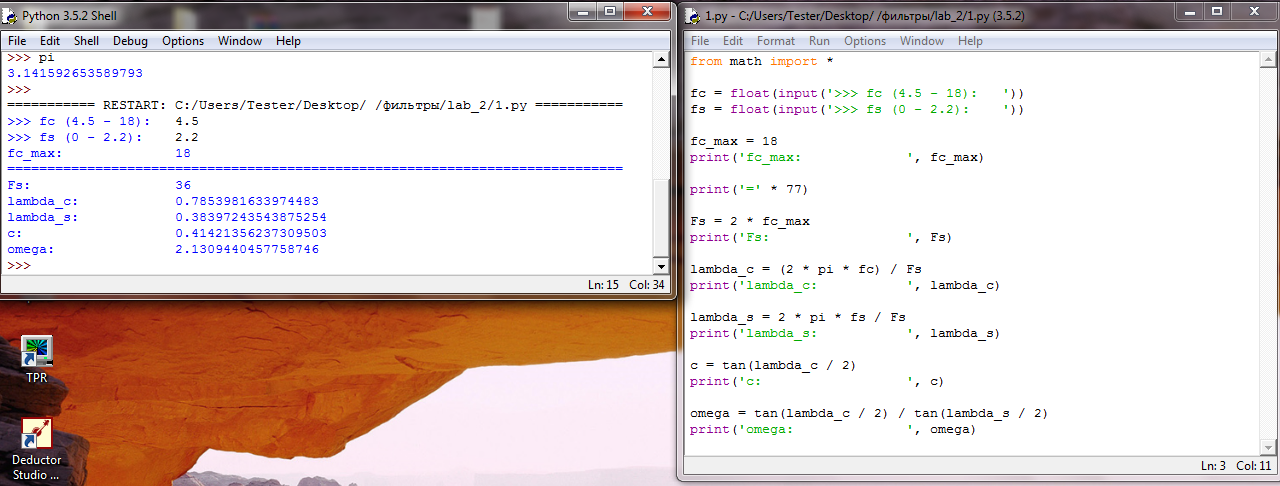 Python 3.5.2 Shell
File Edit Shell Debug Options Window Help
>>> pi
3.141592653589793
>>>
=========== RESTART: C:/Users/Tester/Desktop/ /фильтры/lab_2/1.py ===========
>>> fc (4.5 - 18):   4.5
>>> fs (0 - 2.2):    2.2
fc_max:              18
=============================================================================
Fs:                  36
lambda_c:            0.7853981633974483
lambda_s:            0.38397243543875254
c:                   0.41421356237309503
omega:               2.1309440457758746
>>>
Ln: 15 Col: 34
TPR
Deductor
Studio ...
1.py - C:/Users/Tester/Desktop/ /фильтры/lab_2/1.py (3.5.2)
File Edit Format Run Options Window Help
from math import *
fc = float(input('>>> fc (4.5 - 18):   '))
fs = float(input('>>> fs (0 - 2.2):    '))
fc_max = 18
print('fc_max:              ', fc_max)
print('=' * 77)
Fs = 2 * fc_max
print('Fs:                  ', Fs)
lambda_c = (2 * pi * fc) / Fs
print('lambda_c:            ', lambda_c)
lambda_s = 2 * pi * fs / Fs
print('lambda_s:            ', lambda_s)
c = tan(lambda_c / 2)
print('c:                   ', c)
omega = tan(lambda_c / 2) / tan(lambda_s / 2)
print('omega:               ', omega)
Ln: 3 Col: 11